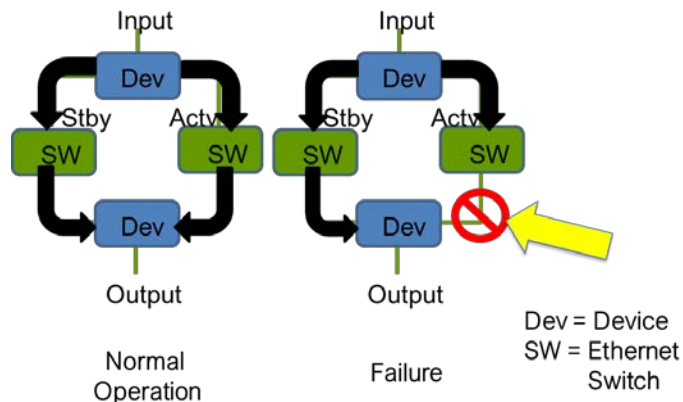 Input
Dev
Stby
Actv
SW
SW
Dev
Output
Normal
Operation
Input
Dev
Stby
Actv
SW
SW
Dev
Output
Failure
Dev = Device
SW = Ethernet
Switch